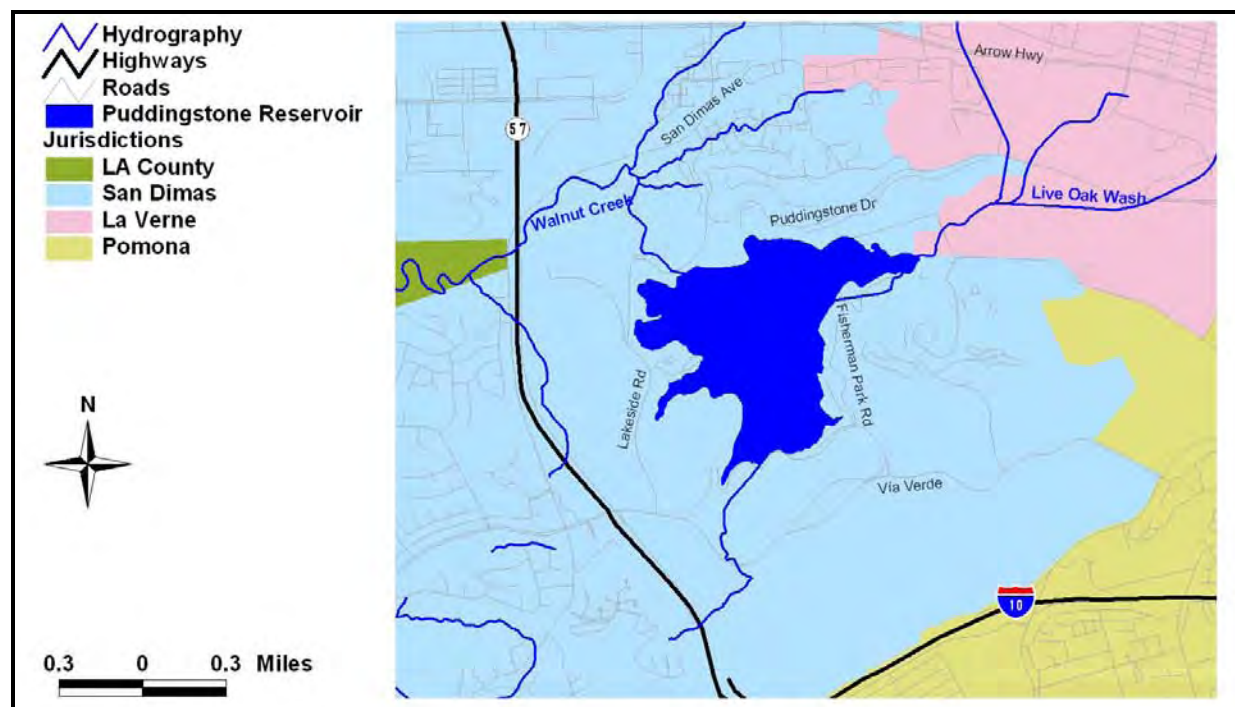 Hydrography
Highways
Roads
Puddingstone Reservoir
Jurisdictions
LA County
San Dimas
La Verne
Pomona
N
0.3 0 0.3 Miles
Arrow Hwy
San Dimas Ave
57
Walnut Creek
Live Oak Wash
Puddingstone Dr
Fisherman Park Rd
Lakeside Rd
Vía Verde
10